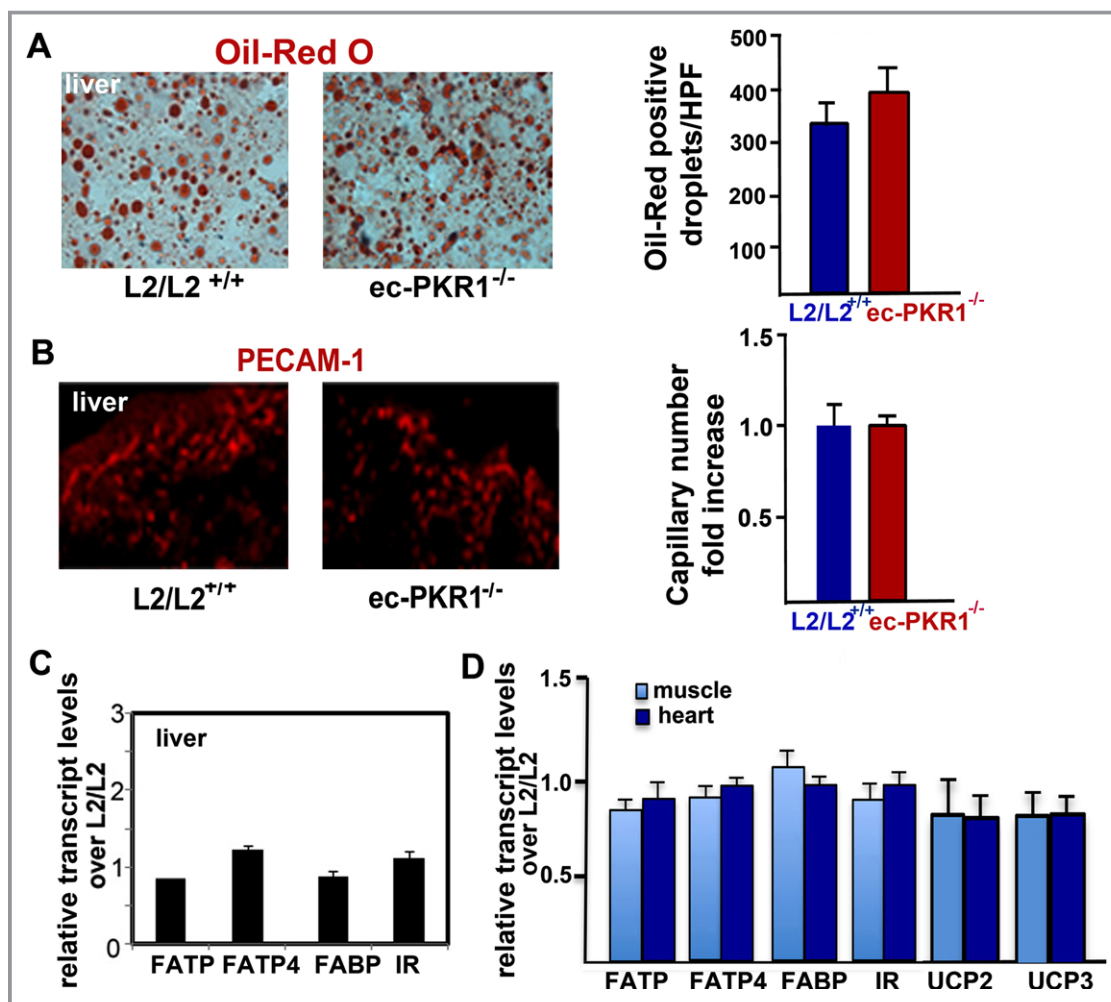 A
Oil-Red O
liver
L2/L2 +/+
ec-PKR1-/-
Oil-Red positive
droplets/HPF
500
400
300
200
100
L2/L2+/+ ec-PKR1-/-
B
PECAM-1
liver
L2/L2+/+
ec-PKR1-/-
Capillary number
fold increase
1.5
1.0
0.5
L2/L2+/+ ec-PKR1-/-
C
relative transcript levels
over L2/L2
3
2
1
0
liver
FATP FATP4 FABP IR
D
relative transcript levels
over L2/L2
1.5
1.0
0.5
muscle
heart
FATP FATP4 FABP IR UCP2 UCP3